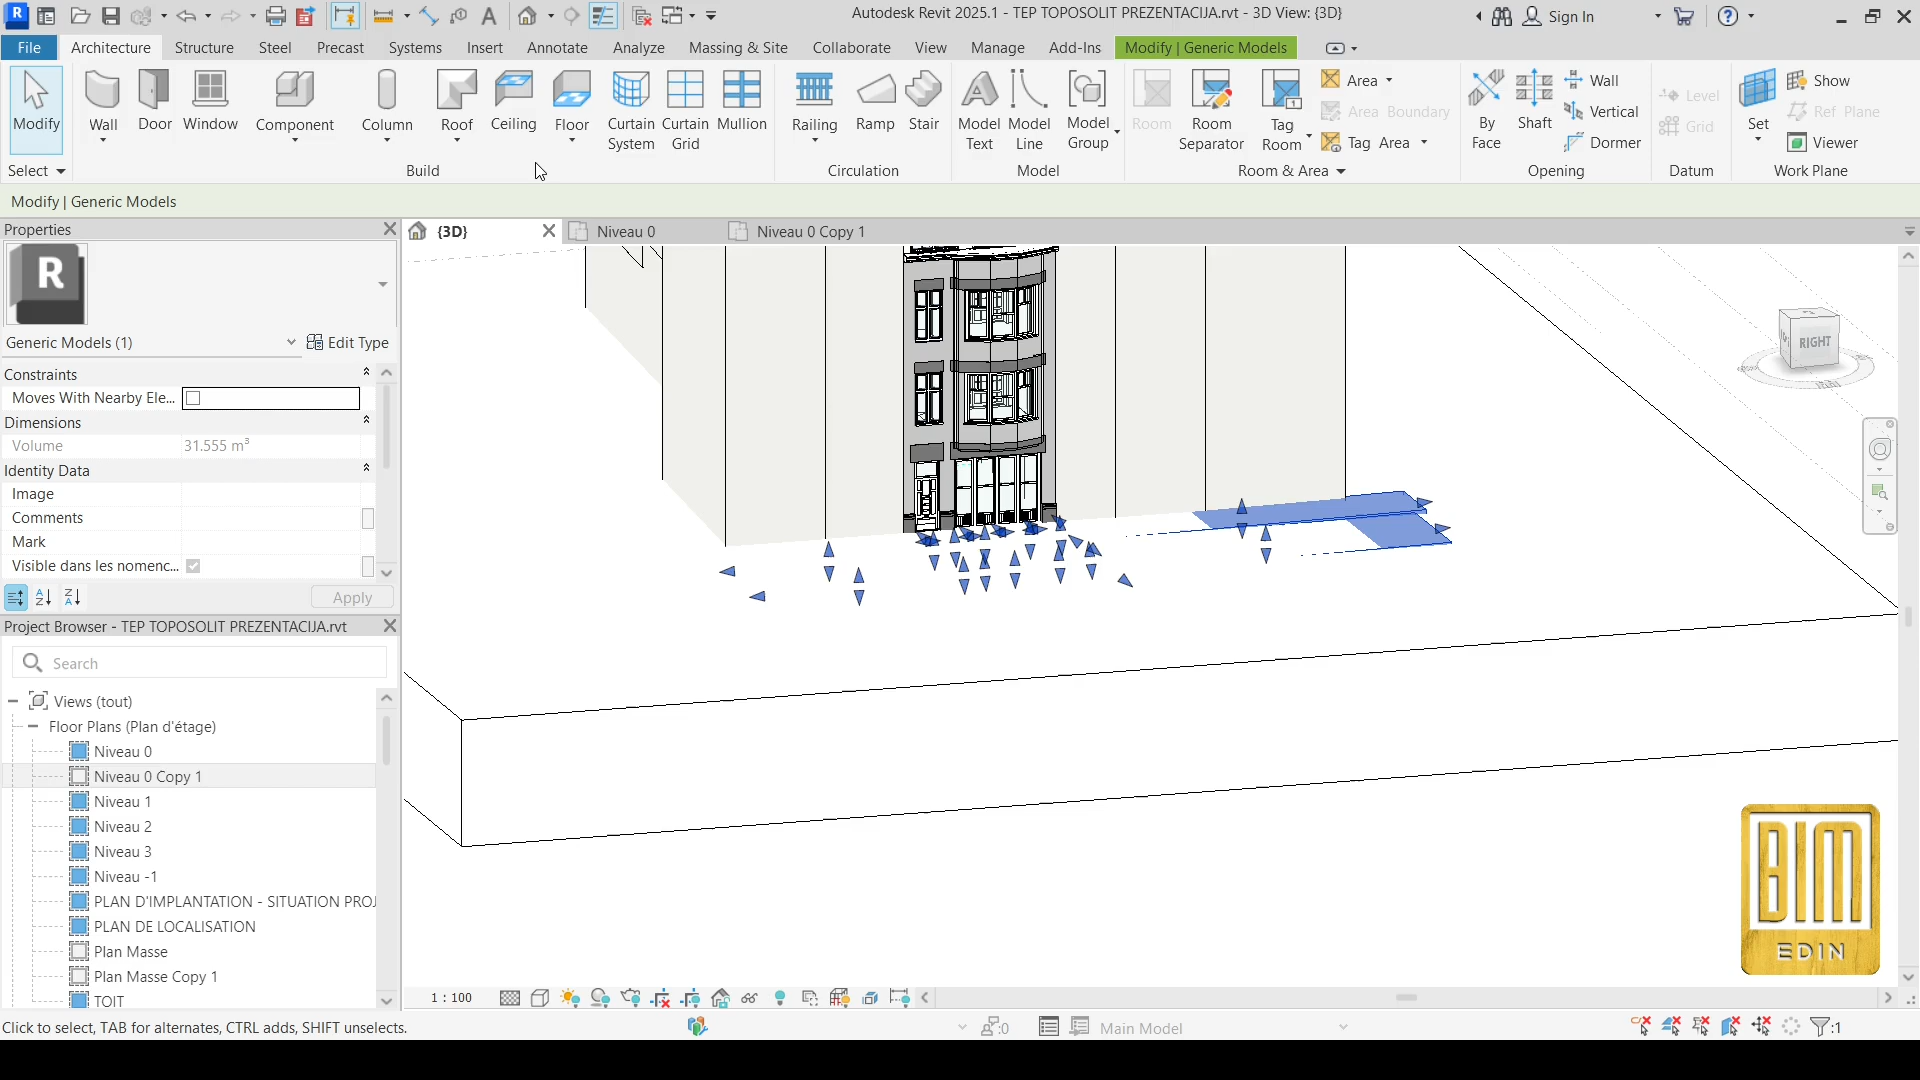 Autodesk Revit 2025.1 - TEP TOPOSOLIT PREZENTACIJA.rvt - 3D View: {3D}
Sign In
File
Architecture
Structure
Steel
Precast
Systems
Insert
Annotate
Analyze
Massing & Site
Collaborate
View
Manage
Add-Ins
Modify | Generic Models
Modify
Wall
Door
Window
Component
Column
Roof
Ceiling
Floor
Curtain System
Curtain Grid
Mullion
Railing
Ramp
Stair
Model Text
Model Line
Model Group
Room
Room Separator
Tag Room
Area
Area Boundary
Tag Area
By Face
Shaft
Wall
Vertical
Dormer
Level
Grid
Set
Show
Ref Plane
Viewer
Select
Build
Circulation
Model
Room & Area
Opening
Datum
Work Plane
Modify | Generic Models
Properties
{3D}
Niveau 0
Niveau 0 Copy 1
R
Generic Models (1)
Edit Type
Constraints
Moves With Nearby Ele...
Dimensions
Volume 31.555 m³
Identity Data
Image
Comments
Mark
Visible dans les nomenc...
Apply
Project Browser - TEP TOPOSOLIT PREZENTACIJA.rvt
Search
Views (tout)
Floor Plans (Plan d'étage)
Niveau 0
Niveau 0 Copy 1
Niveau 1
Niveau 2
Niveau 3
Niveau -1
PLAN D'IMPLANTATION - SITUATION PROJ
PLAN DE LOCALISATION
Plan Masse
Plan Masse Copy 1
TOIT
RIGHT
BIM
EDIN
1 : 100
Click to select, TAB for alternates, CTRL adds, SHIFT unselects.
:0
Main Model
:1